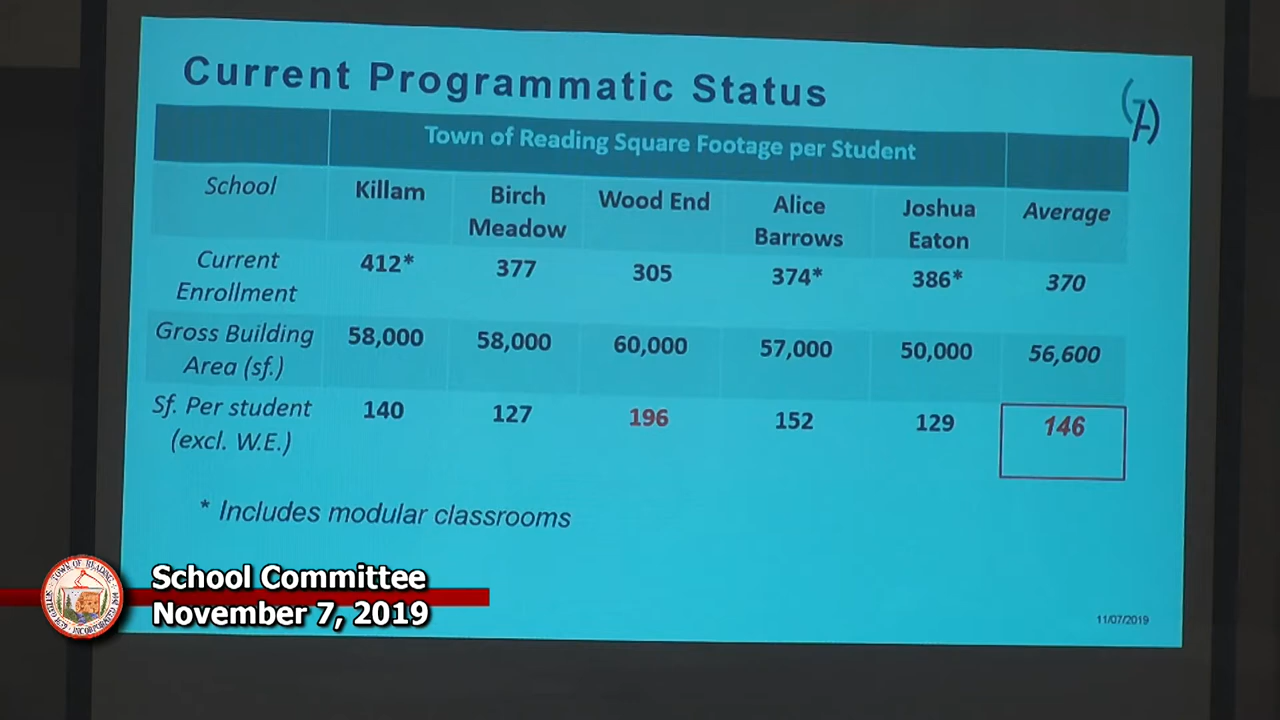 Current Programmatic Status
Town of Reading Square Footage per Student
School Killam Birch Meadow Wood End Alice Barrows Joshua Eaton Average
Current Enrollment 412* 377 305 374* 386* 370
Gross Building Area (sf.) 58,000 58,000 60,000 57,000 50,000 56,600
Sf. Per student (excl. W.E.) 140 127 196 152 129 146
* Includes modular classrooms
11/07/2019
School Committee
November 7, 2019
TOWN OF READING